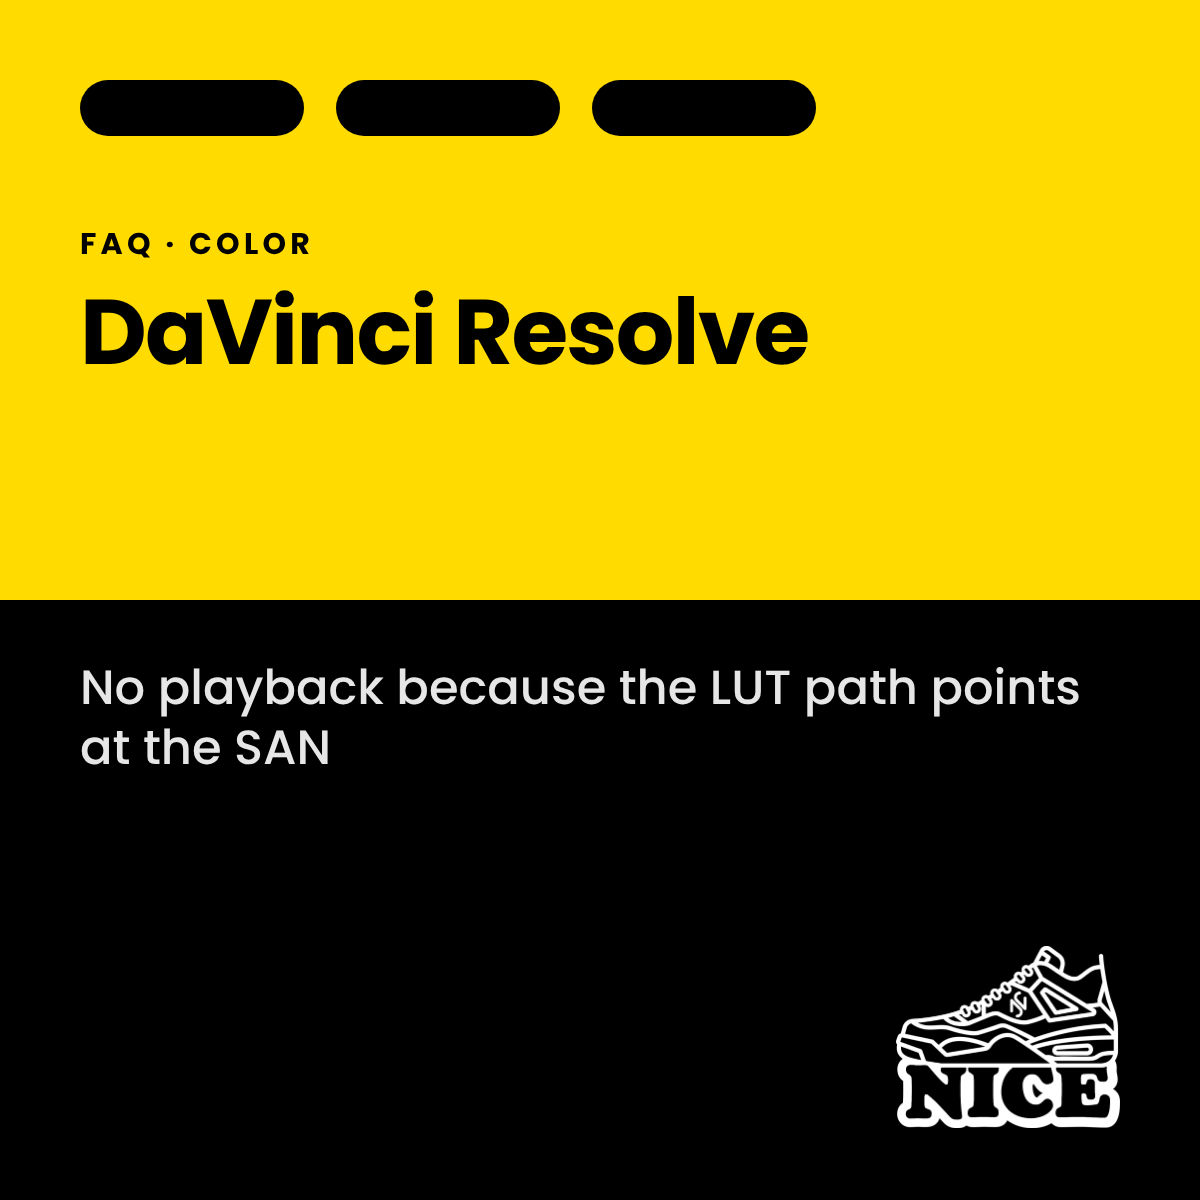 FAQ · COLOR
DaVinci Resolve
No playback because the LUT path points
at the SAN
NICE